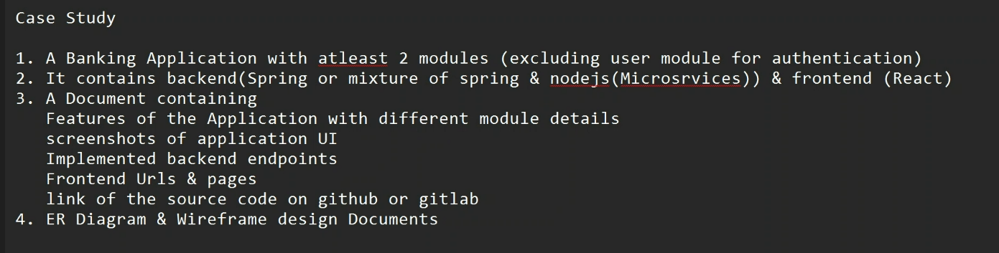 Case Study
1. A Banking Application with atleast 2 modules (excluding user module for authentication)
2. It contains backend(Spring or mixture of spring & nodejs(Microsrvices)) & frontend (React)
3. A Document containing
Features of the Application with different module details
screenshots of application UI
Implemented backend endpoints
Frontend Urls & pages
link of the source code on github or gitlab
4. ER Diagram & Wireframe design Documents